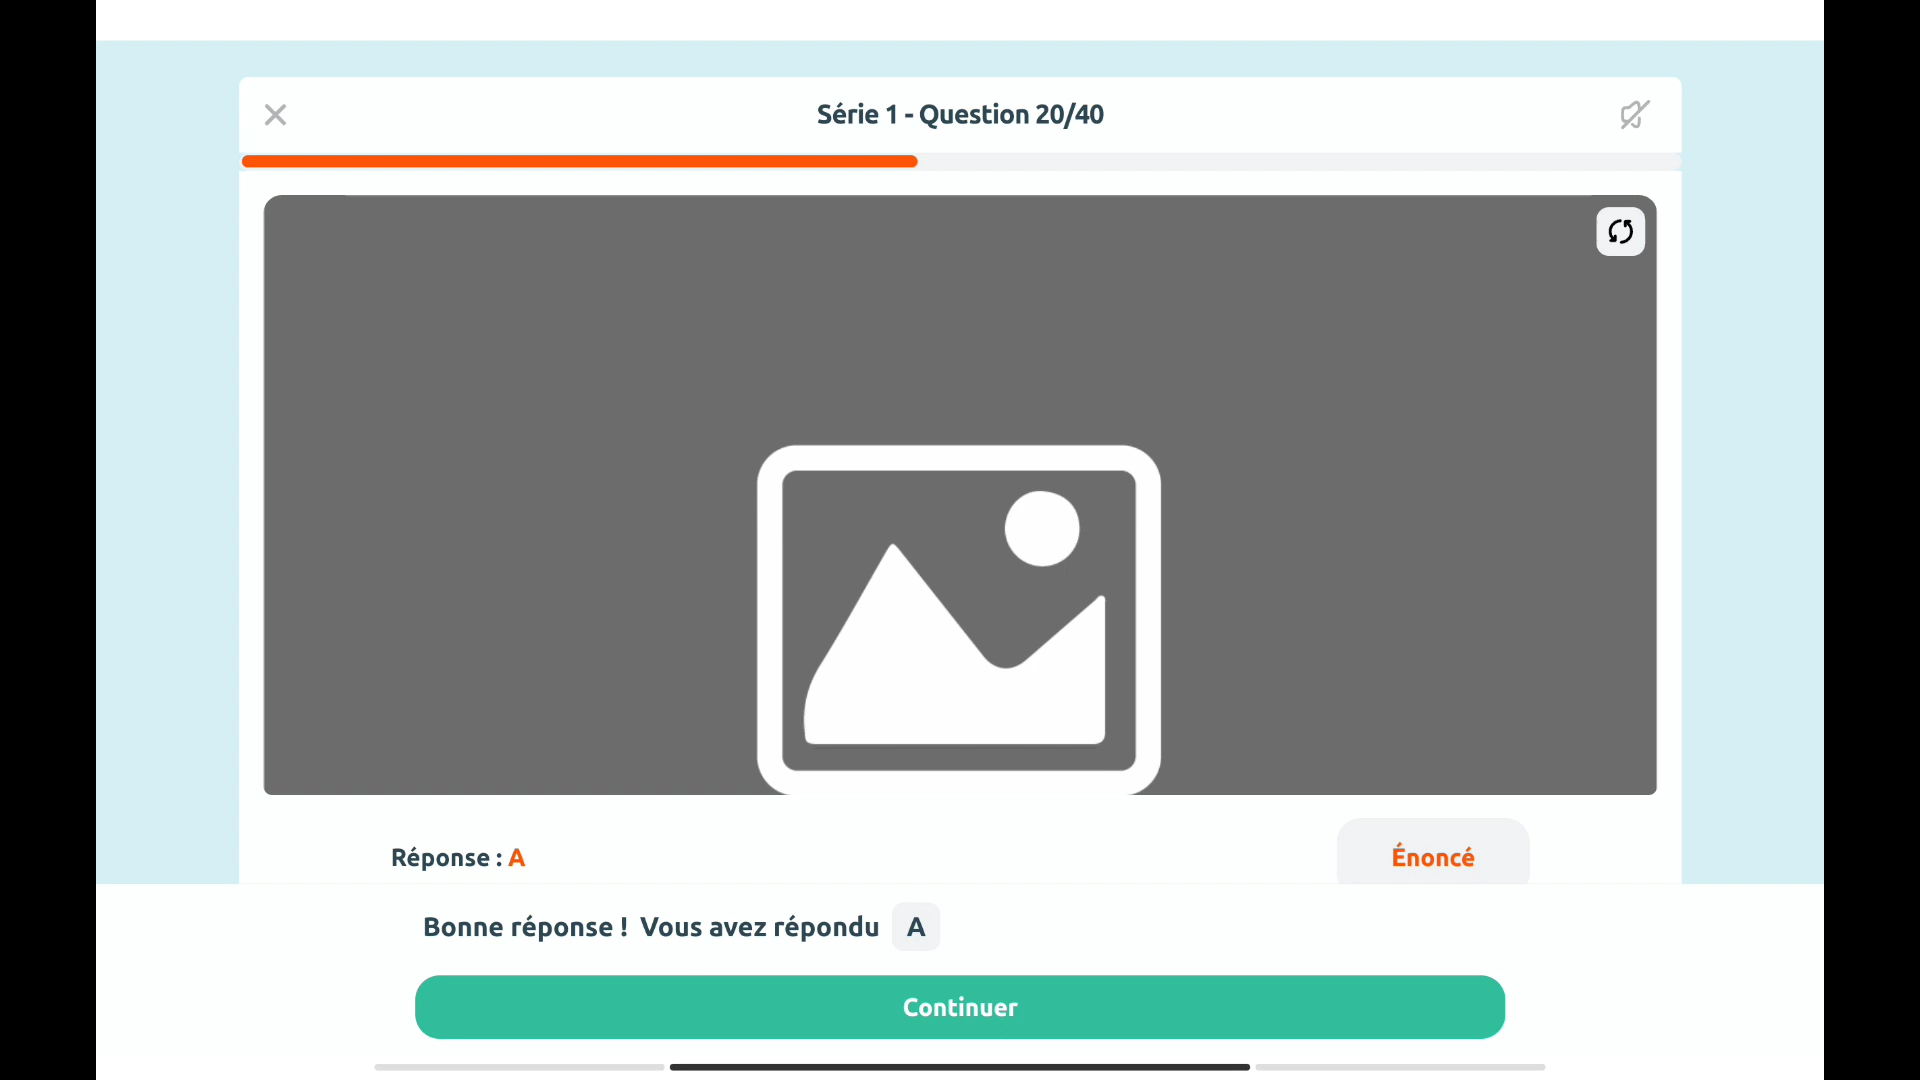 Série 1 - Question 20/40
Réponse : A
Énoncé
Bonne réponse ! Vous avez répondu A
Continuer